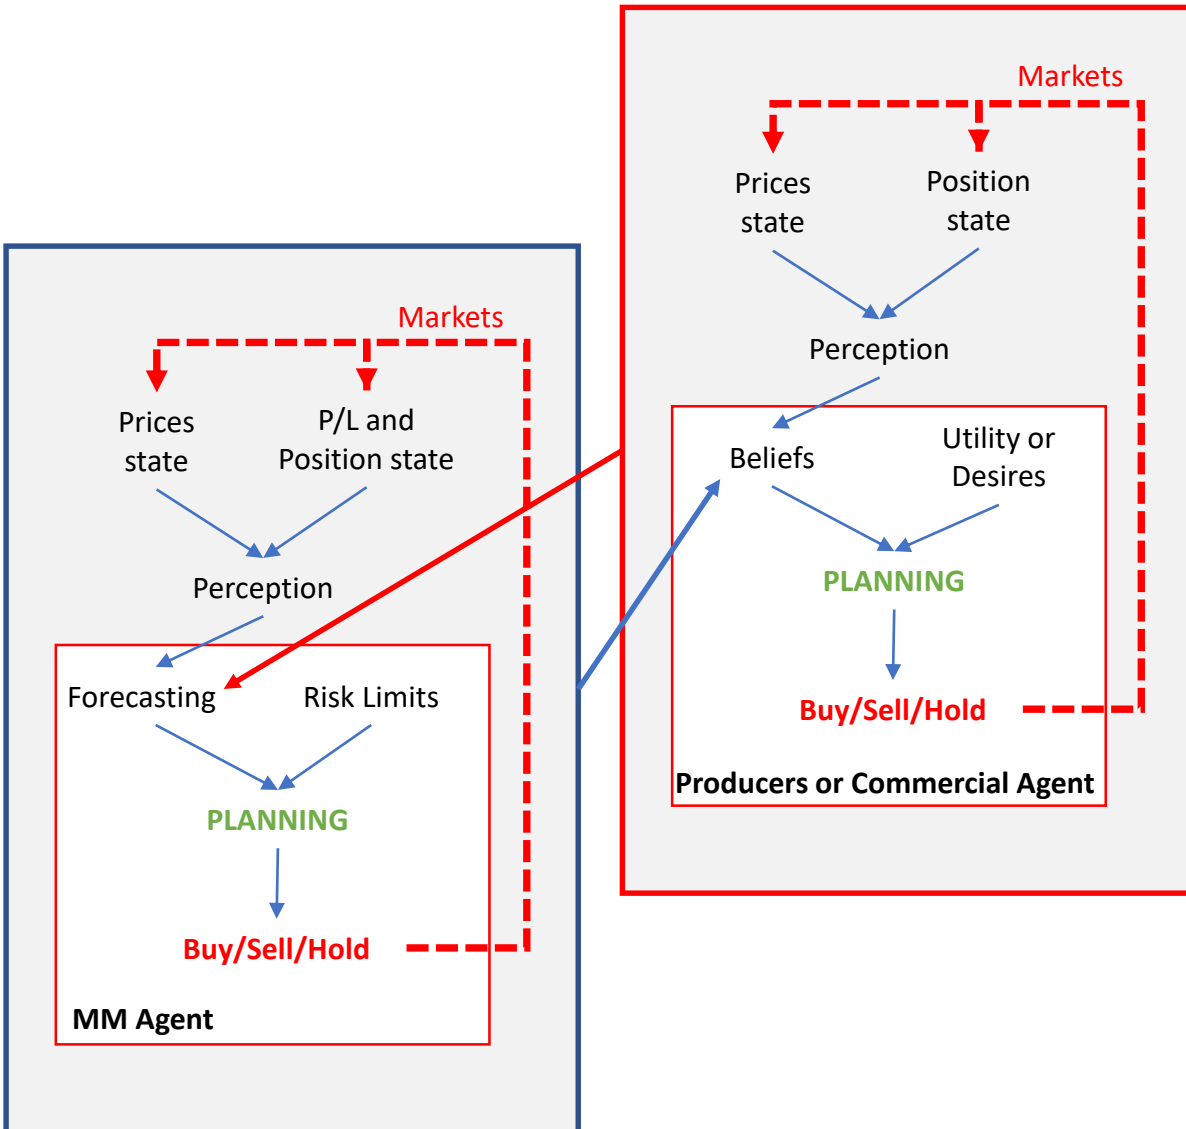 Markets
Prices
state
Position
state
Perception
Beliefs
Utility or
Desires
PLANNING
Buy/Sell/Hold
Producers or Commercial Agent
Markets
Prices
state
P/L and
Position state
Perception
Forecasting
Risk Limits
PLANNING
Buy/Sell/Hold
MM Agent